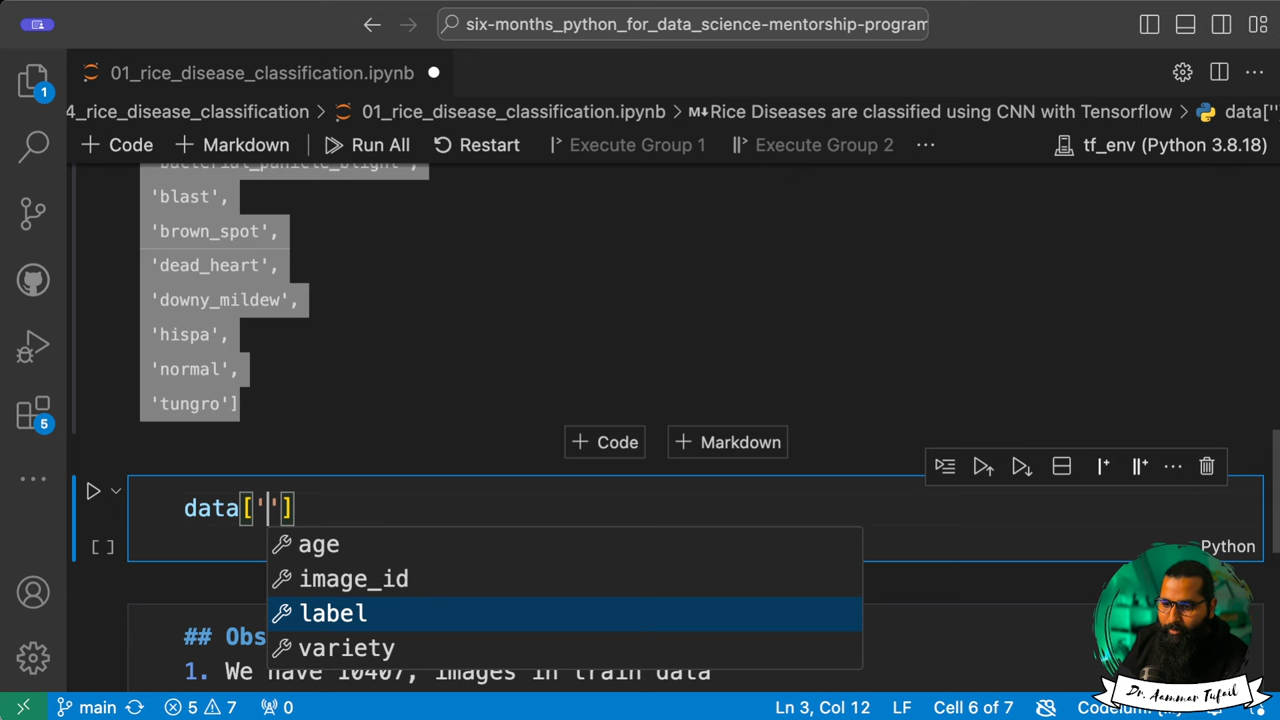 six-months_python_for_data_science-mentorship-program
01_rice_disease_classification.ipynb
1
4_rice_disease_classification > 01_rice_disease_classification.ipynb > M↓Rice Diseases are classified using CNN with Tensorflow > data[''
+ Code + Markdown Run All Restart Execute Group 1 Execute Group 2 ... tf_env (Python 3.8.18)
'bacterial_panicle_blight',
'blast',
'brown_spot',
'dead_heart',
'downy_mildew',
'hispa',
'normal',
'tungro']
5
+ Code + Markdown
data['']
[ ]
age
image_id
label
variety
Python
## Obs
1. We have 10407, images in train data
Dr. Aammar Tufail
main 5 7 0 Ln 3, Col 12 LF Cell 6 of 7